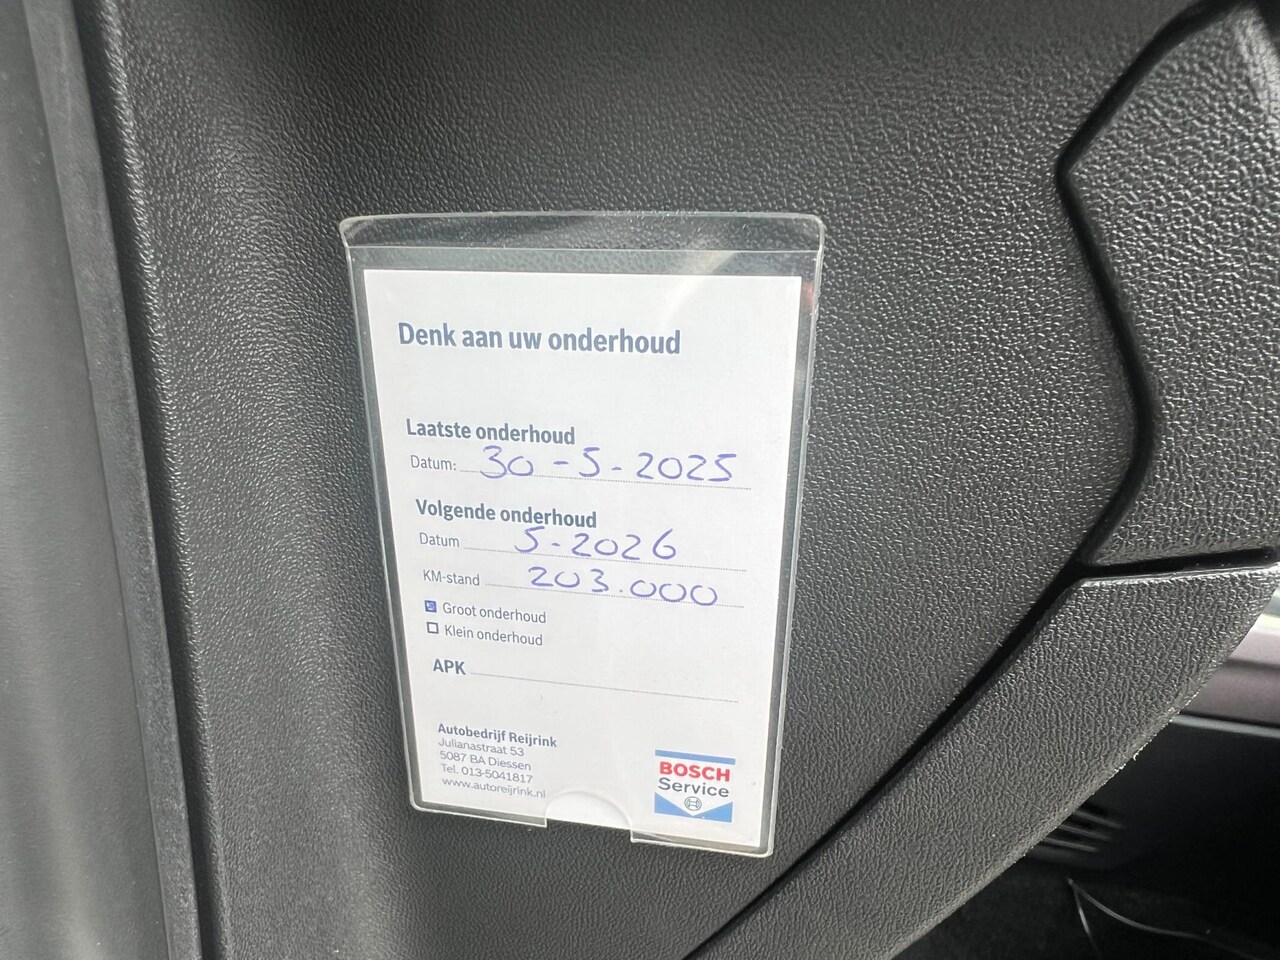 Denk aan uw onderhoud
Laatste onderhoud
Datum: 30-5-2025
Volgende onderhoud
Datum 5-2026
KM-stand 203.000
Groot onderhoud
Klein onderhoud
APK
Autobedrijf Reijrink
Julianastraat 53
5087 BA Diessen
Tel. 013-5041817
www.autoreijrink.nl
BOSCH
Service